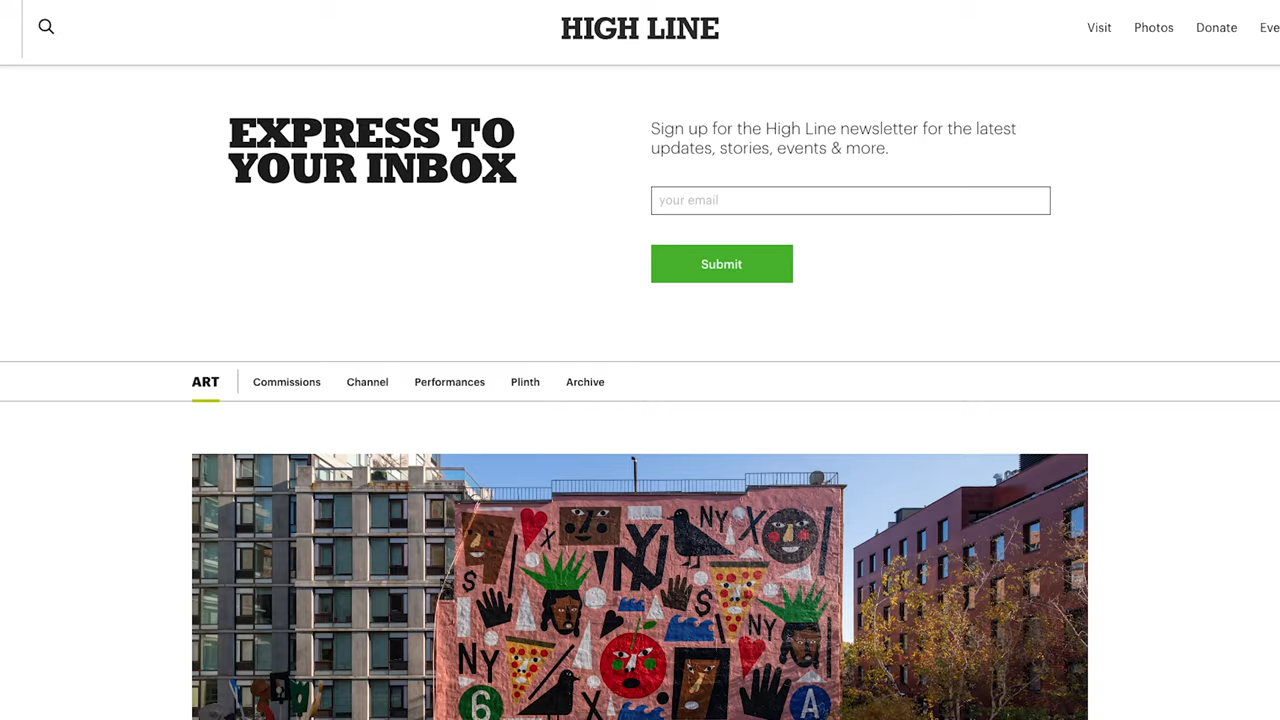 HIGH LINE
Visit Photos Donate Eve
EXPRESS TO
YOUR INBOX
Sign up for the High Line newsletter for the latest
updates, stories, events & more.
your email
Submit
ART Commissions Channel Performances Plinth Archive
NY X
X NY
S $
NY
NY
6 X A